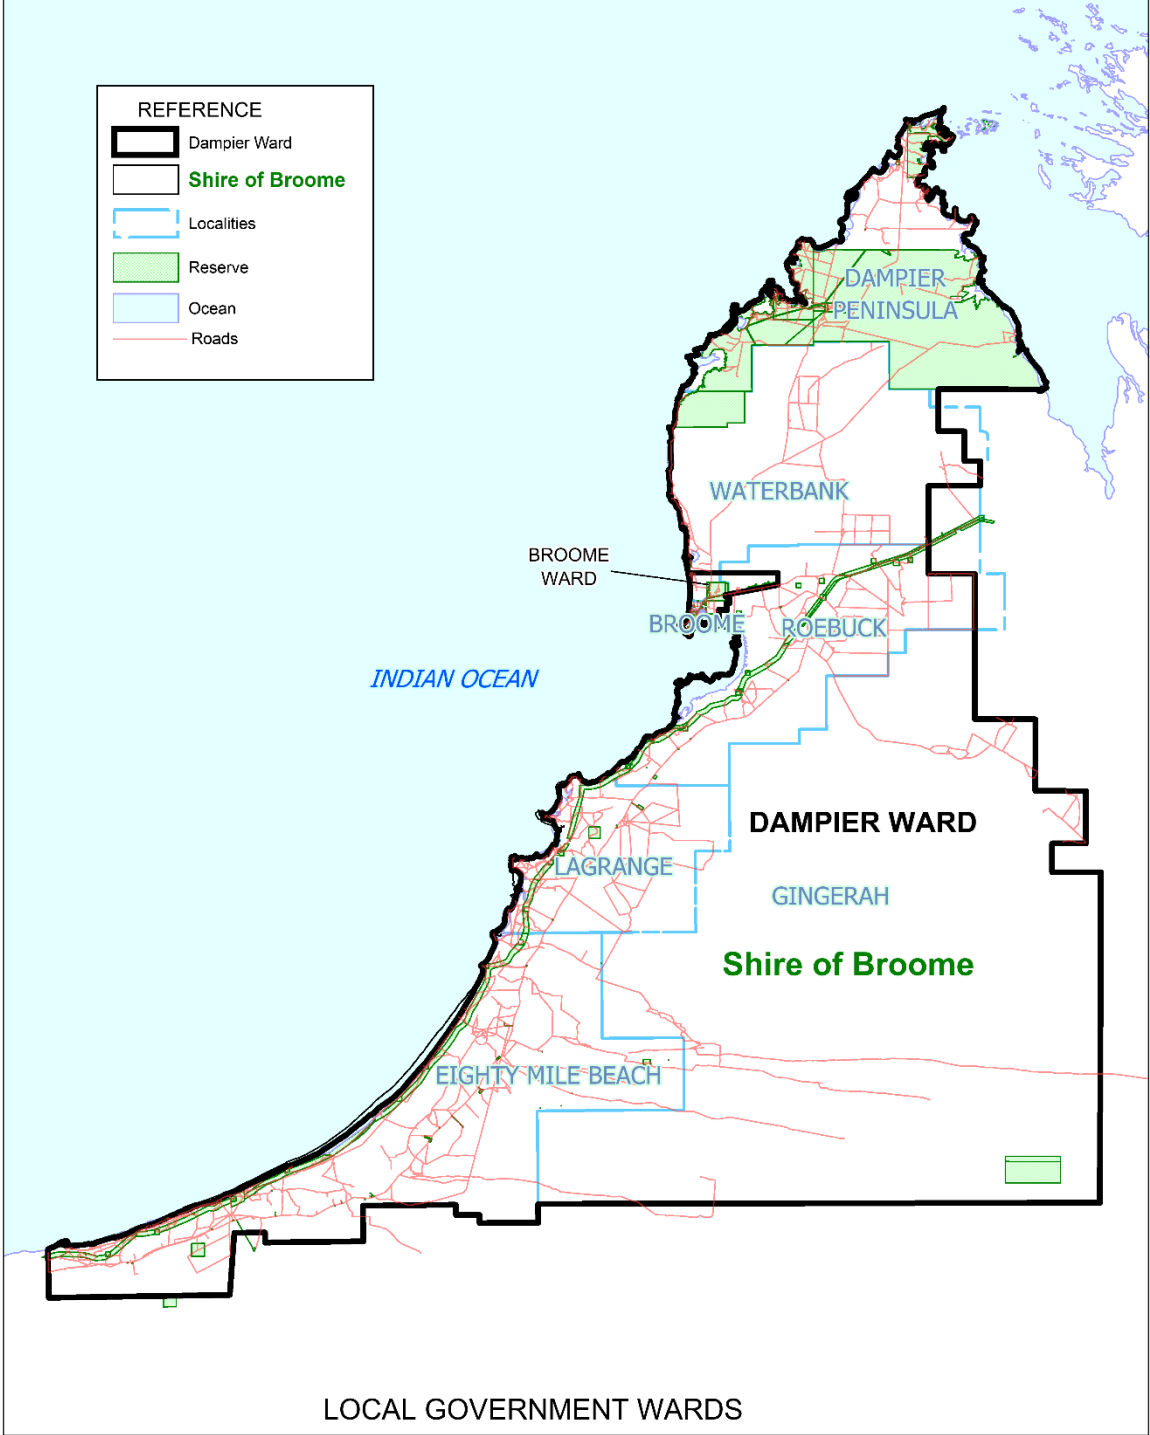 REFERENCE
Dampier Ward
Shire of Broome
Localities
Reserve
Ocean
Roads
DAMPIER
PENINSULA
WATERBANK
BROOME
WARD
BROOME
ROEBUCK
INDIAN OCEAN
DAMPIER WARD
LAGRANGE
GINGERAH
Shire of Broome
EIGHTY MILE BEACH
LOCAL GOVERNMENT WARDS